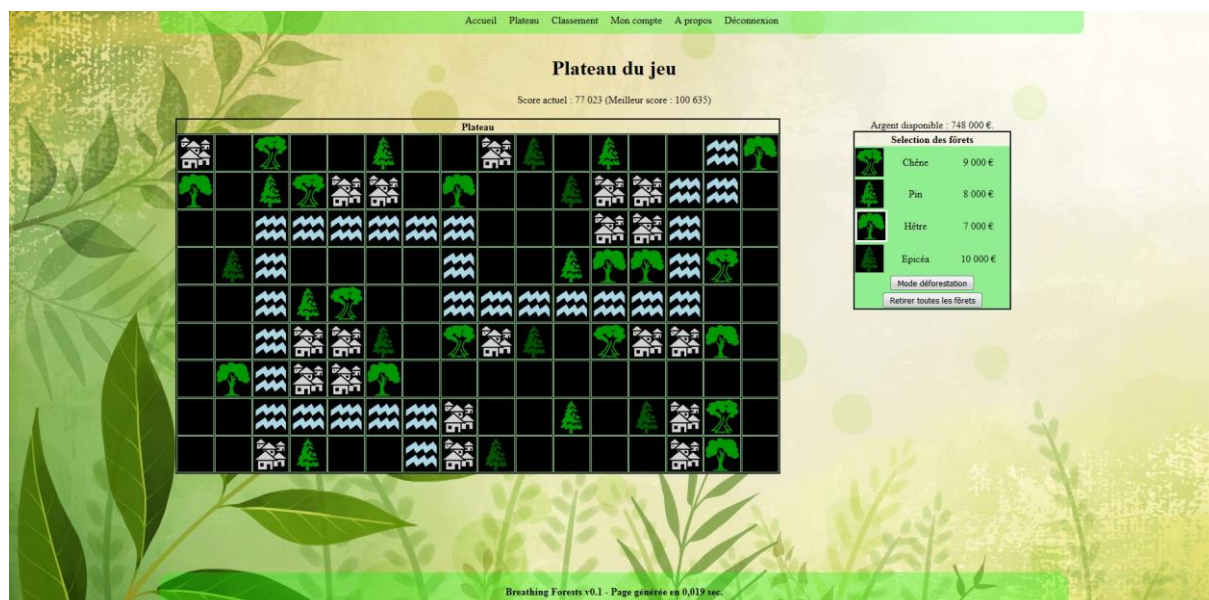 Accueil Plateau Classement Mon compte A propos Déconnexion
Plateau du jeu
Score actuel : 77 023 (Meilleur score : 100 635)
Plateau
Argent disponible : 748 000 €.
Selection des fôrets
Chêne 9 000 €
Pin 8 000 €
Hêtre 7 000 €
Epicéa 10 000 €
Mode déforestation
Retirer toutes les fôrets
Breathing Forests v0.1 - Page générée en 0,019 sec.